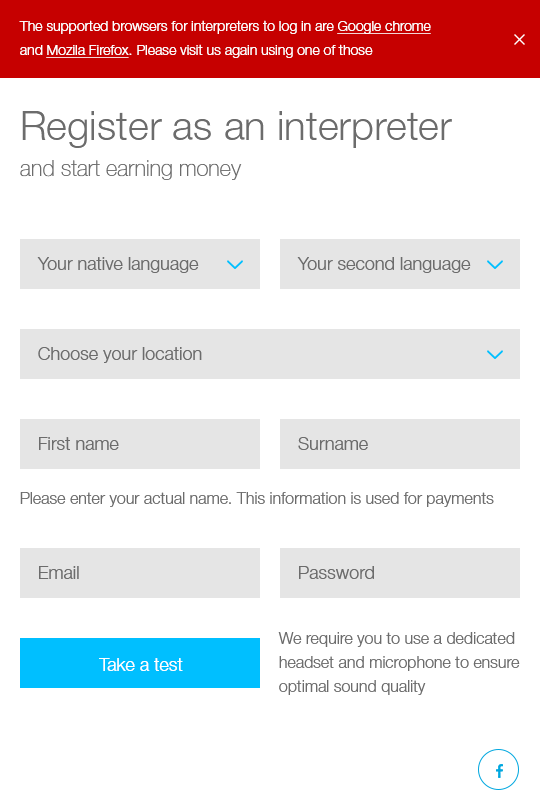 The supported browsers for interpreters to log in are Google chrome
and Mozila Firefox. Please visit us again using one of those
Register as an interpreter
and start earning money
Your native language
Your second language
Choose your location
First name
Surname
Please enter your actual name. This information is used for payments
Email
Password
Take a test
We require you to use a dedicated
headset and microphone to ensure
optimal sound quality
f